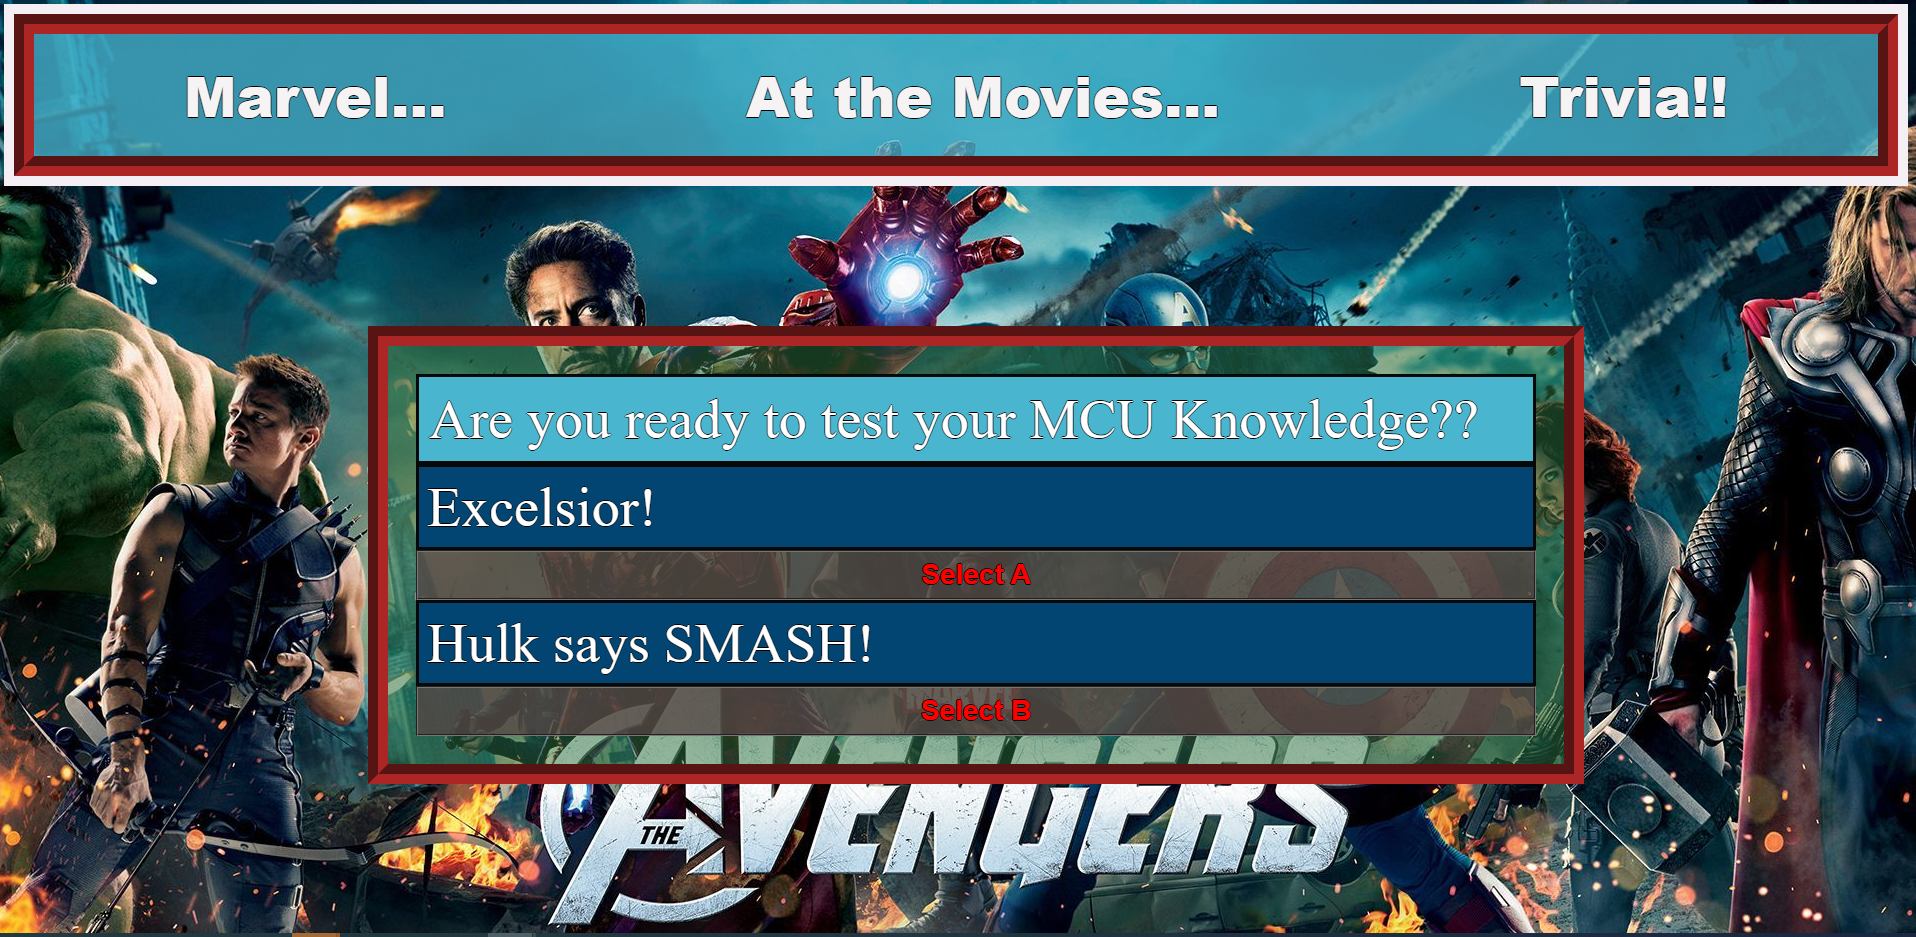 Marvel... At the Movies... Trivia!!
Are you ready to test your MCU Knowledge??
Excelsior!
Select A
Hulk says SMASH!
MARVEL
Select B
THE AVENGERS